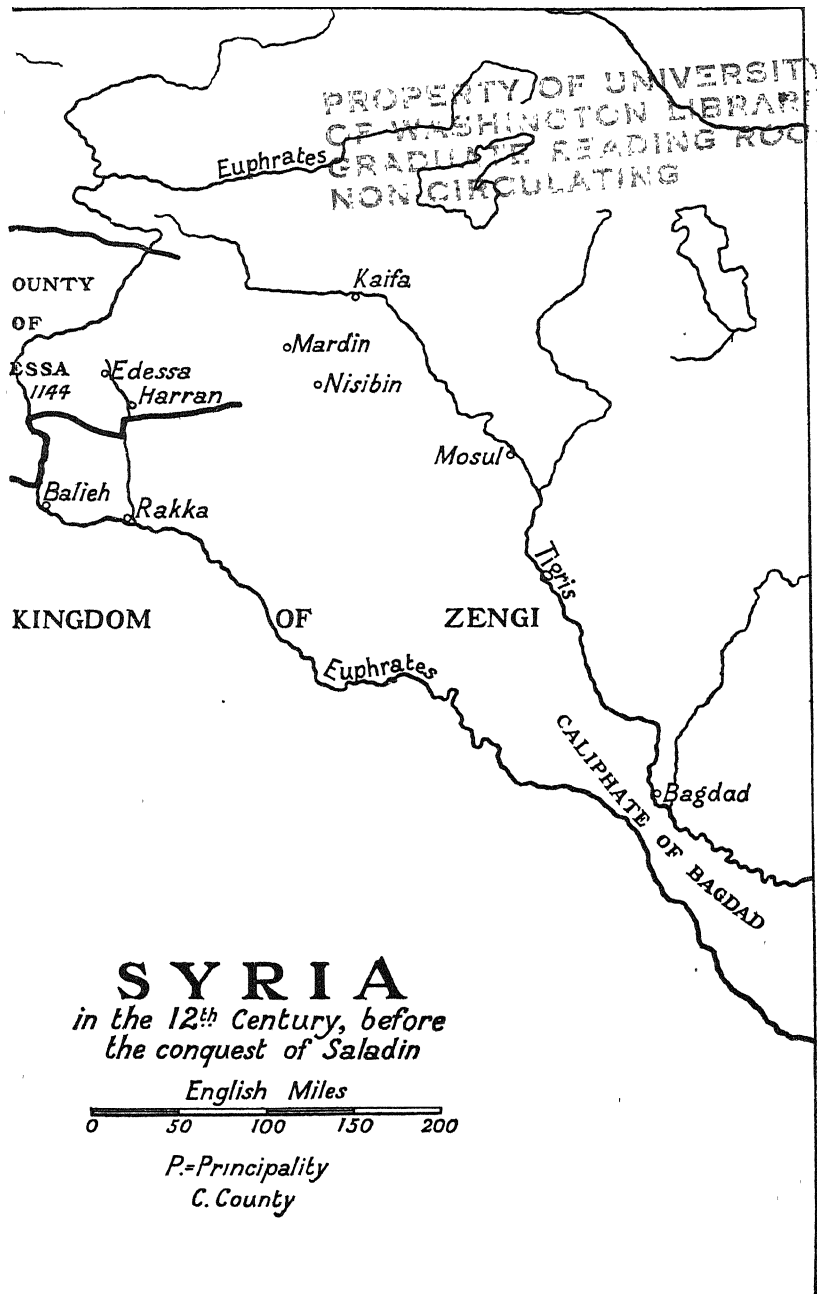 PROPERTY OF UNIVERSITY
OF WASHINGTON LIBRARI
GRADUATE READING ROO
NON CIRCULATING
Euphrates
Kaifa
OUNTY
OF
ESSA
1144
Mardin
Edessa
Nisibin
Harran
Mosul
Balieh
Rakka
Tigris
KINGDOM OF ZENGI
Euphrates
CALIPHATE OF BAGDAD
Bagdad
SYRIA
in the 12th Century, before
the conquest of Saladin
English Miles
0 50 100 150 200
P.=Principality
C. County